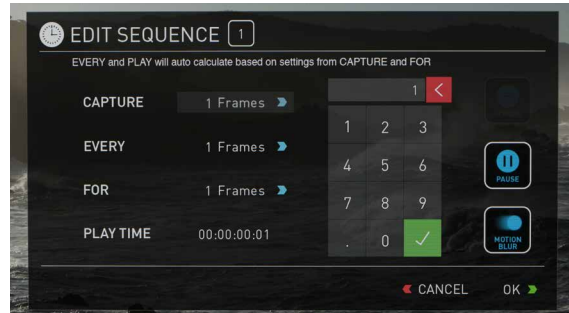 EDIT SEQUENCE 1
EVERY and PLAY will auto calculate based on settings from CAPTURE and FOR
CAPTURE 1 Frames
1
1 2 3
EVERY 1 Frames
4 5 6
PAUSE
FOR 1 Frames
7 8 9
PLAY TIME 00:00:00:01
. 0
MOTION
BLUR
CANCEL OK